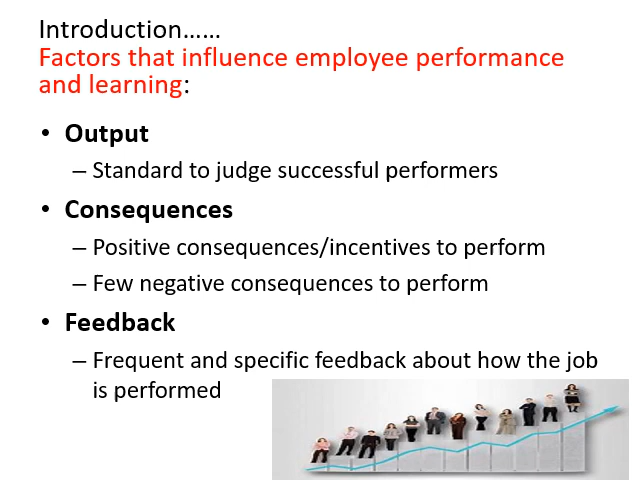 Introduction……
Factors that influence employee performance
and learning:
• Output
– Standard to judge successful performers
• Consequences
– Positive consequences/incentives to perform
– Few negative consequences to perform
• Feedback
– Frequent and specific feedback about how the job
is performed